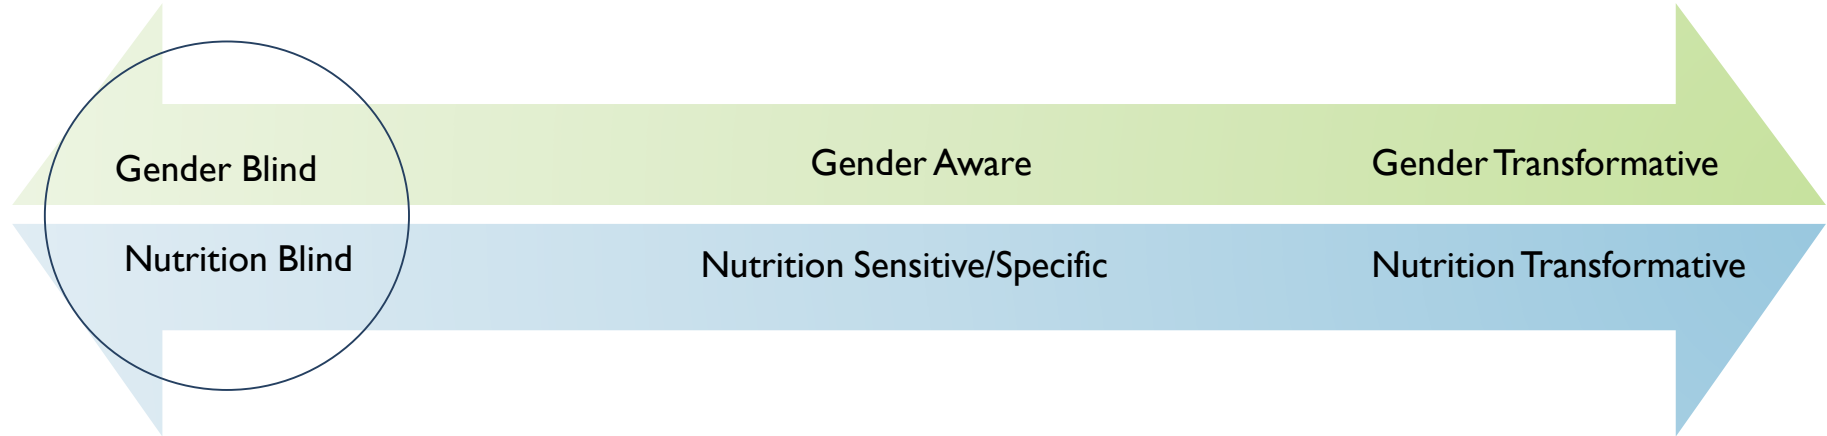 Gender Blind
Gender Aware
Gender Transformative
Nutrition Blind
Nutrition Sensitive/Specific
Nutrition Transformative